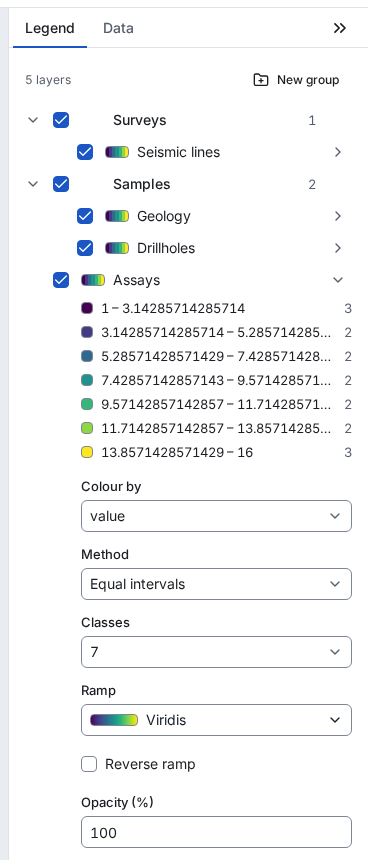 Legend Data
5 layers New group
Surveys 1
Seismic lines
Samples 2
Geology
Drillholes
Assays
1 – 3.14285714285714 3
3.14285714285714 – 5.285714285... 2
5.28571428571429 – 7.428571428... 2
7.42857142857143 – 9.571428571... 2
9.57142857142857 – 11.71428571... 2
11.7142857142857 – 13.85714285... 2
13.8571428571429 – 16 3
Colour by
value
Method
Equal intervals
Classes
7
Ramp
Viridis
Reverse ramp
Opacity (%)
100